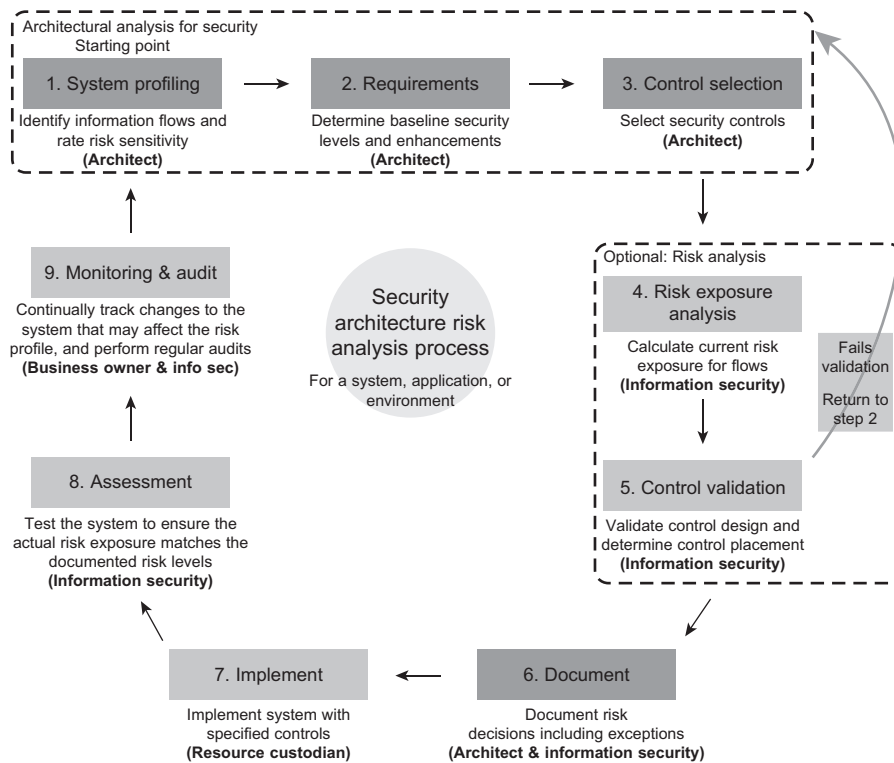 Architectural analysis for security
Starting point
1. System profiling
Identify information flows and
rate risk sensitivity
(Architect)
2. Requirements
Determine baseline security
levels and enhancements
(Architect)
3. Control selection
Select security controls
(Architect)
Optional: Risk analysis
4. Risk exposure
analysis
Calculate current risk
exposure for flows
(Information security)
Fails
validation
Return to
step 2
5. Control validation
Validate control design and
determine control placement
(Information security)
6. Document
Document risk
decisions including exceptions
(Architect & information security)
7. Implement
Implement system with
specified controls
(Resource custodian)
8. Assessment
Test the system to ensure the
actual risk exposure matches the
documented risk levels
(Information security)
9. Monitoring & audit
Continually track changes to the
system that may affect the risk
profile, and perform regular audits
(Business owner & info sec)
Security
architecture risk
analysis process
For a system, application, or
environment